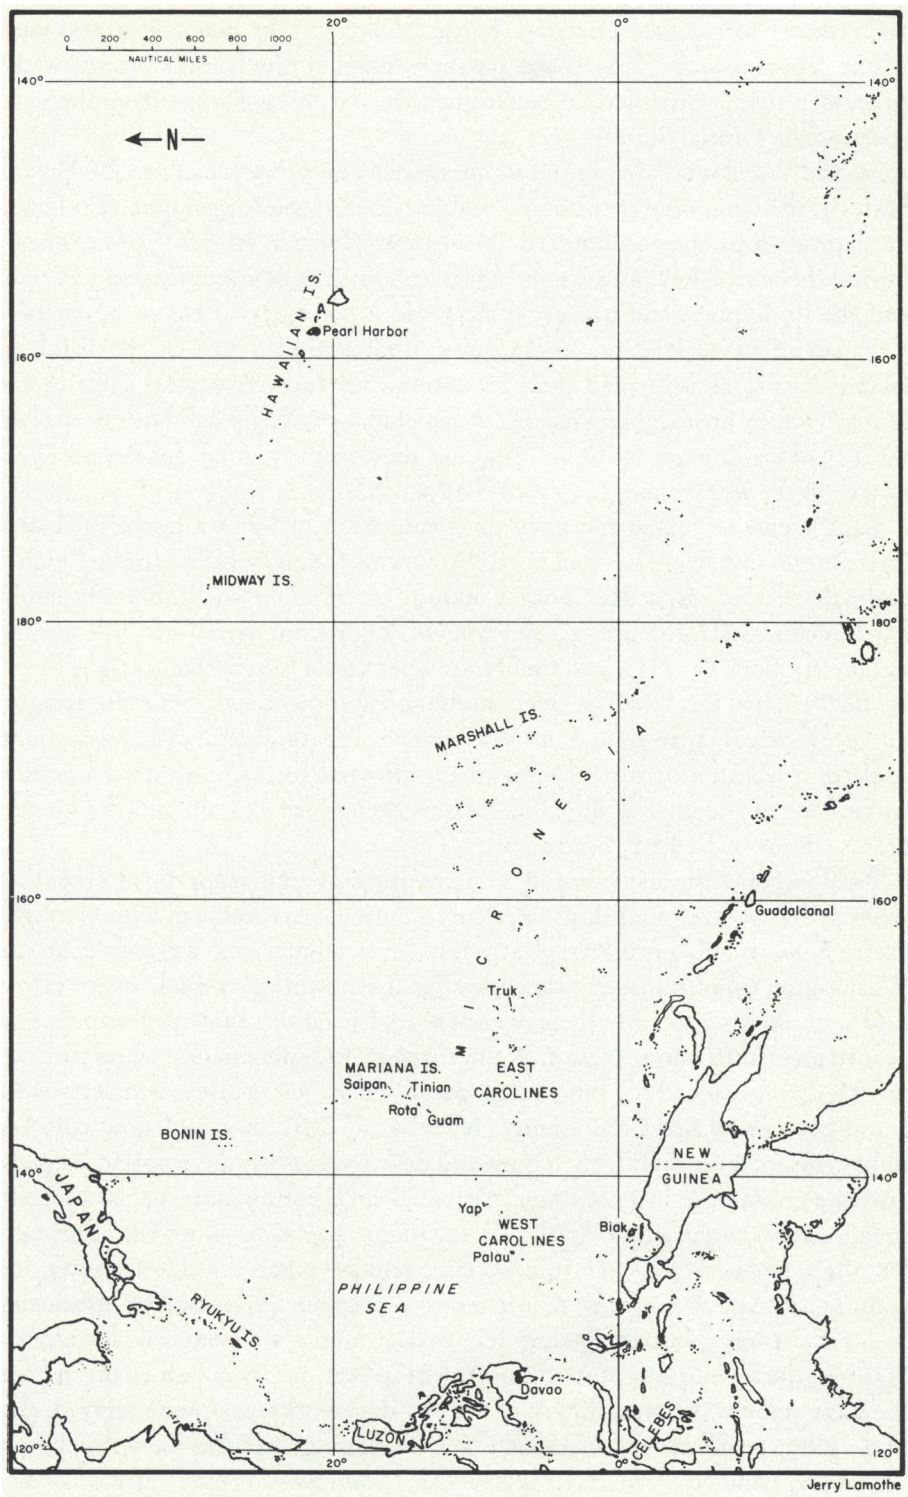 20°
0°
0 200 400 600 800 1000
NAUTICAL MILES
140°
140°
N
HAWAIIAN IS.
Pearl Harbor
160°
160°
MIDWAY IS.
180°
180°
MARSHALL IS.
MICRONESIA
160°
160°
Guadalcanal
Truk
MARIANA IS.
EAST
CAROLINES
Saipan
Tinian
Rota
Guam
BONIN IS.
NEW
GUINEA
140°
140°
JAPAN
Yap
WEST
CAROLINES
Biak
Palau
PHILIPPINE
SEA
RYUKYU IS.
Davao
LUZON
CELEBES
120°
120°
20°
0°
Jerry Lamothe